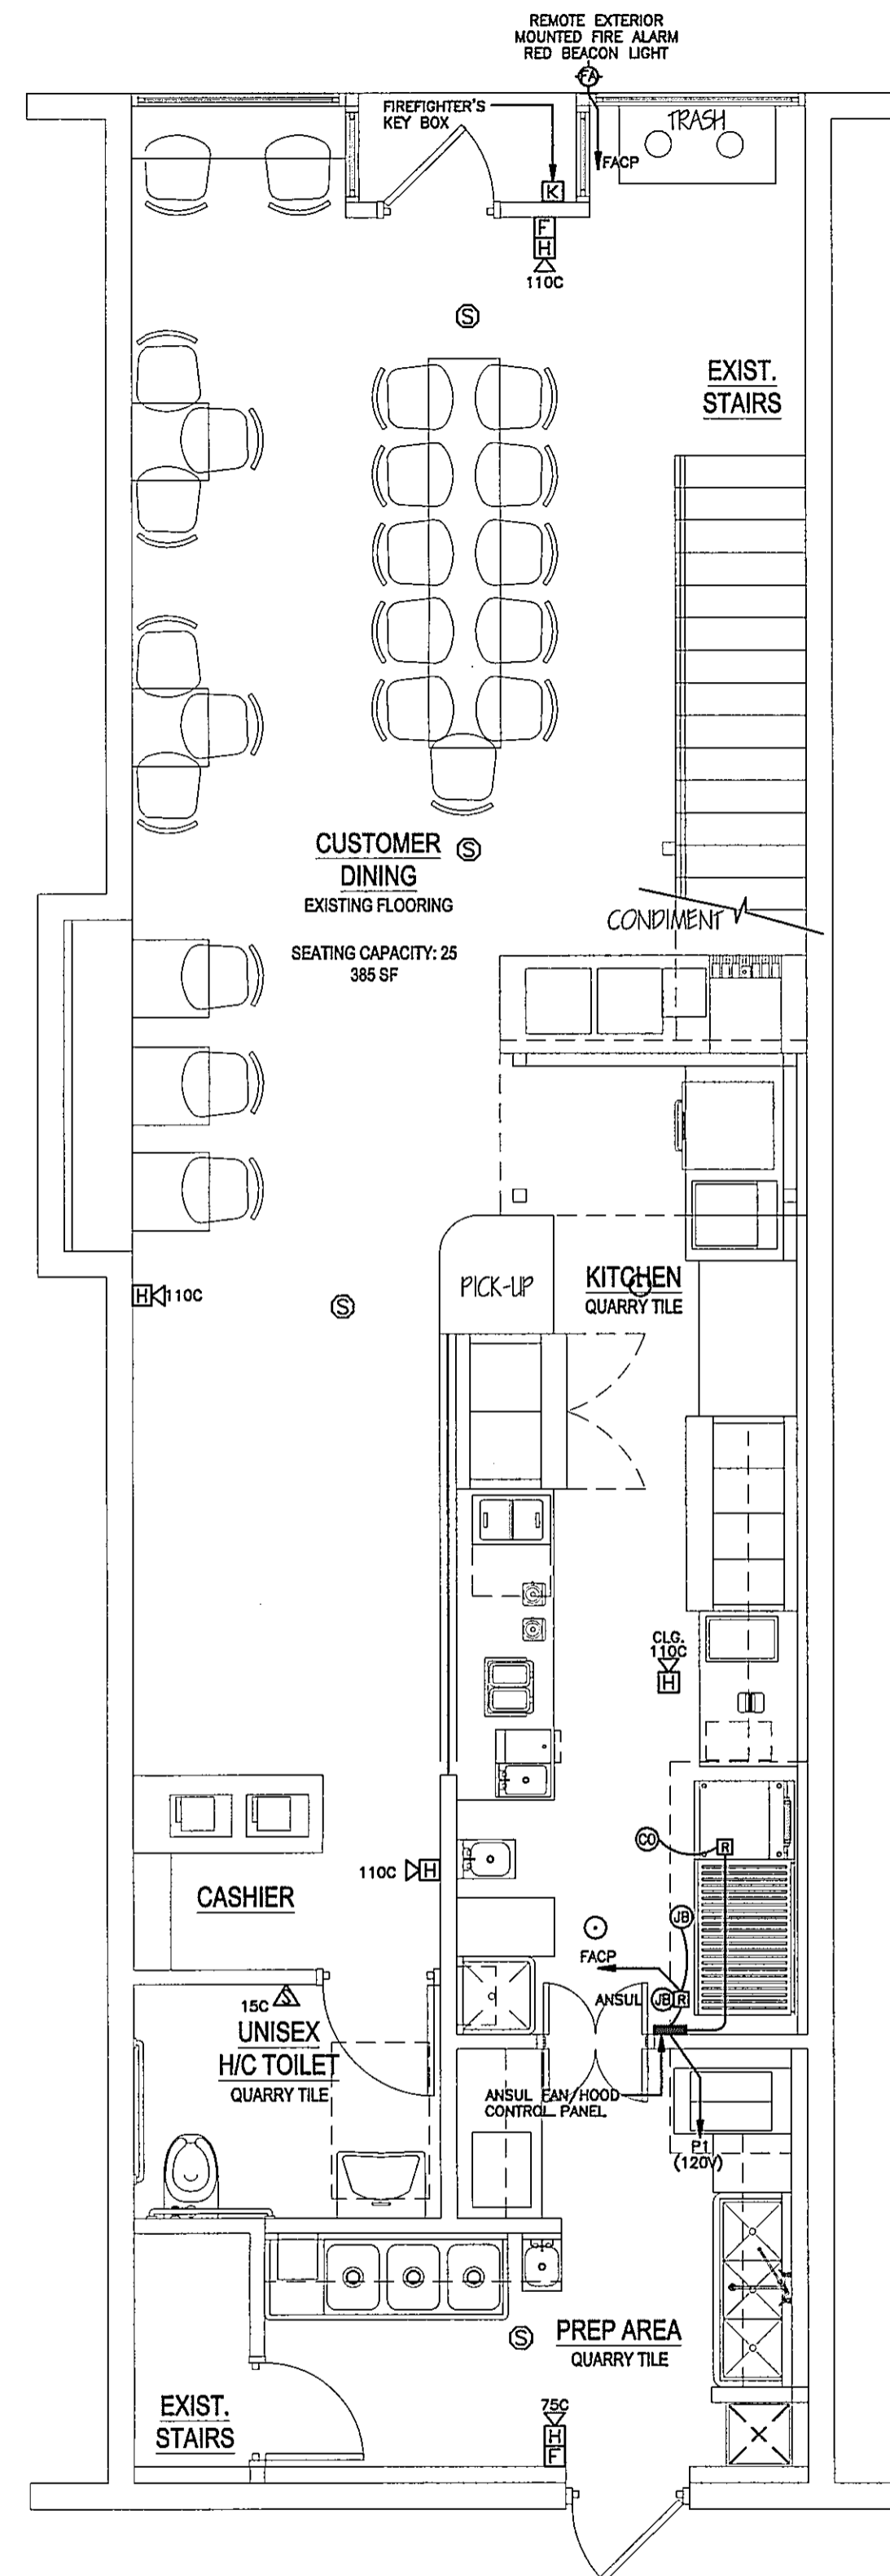 REMOTE EXTERIOR
MOUNTED FIRE ALARM
RED BEACON LIGHT
FA
FIREFIGHTER'S
KEY BOX
TRASH
FACP
K
F
H
110C
S
EXIST.
STAIRS
CUSTOMER
DINING
EXISTING FLOORING
S
SEATING CAPACITY: 25
385 SF
CONDIMENT
H 110C
S
PICK-UP
KITCHEN
QUARRY TILE
CLG.
110C
H
CO
R
110C H
CASHIER
JB
FACP
ANSUL
JB R
15C
S
UNISEX
H/C TOILET
QUARRY TILE
ANSUL FAN/HOOD
CONTROL PANEL
P1
(120V)
S
PREP AREA
QUARRY TILE
EXIST.
STAIRS
75C
H
F